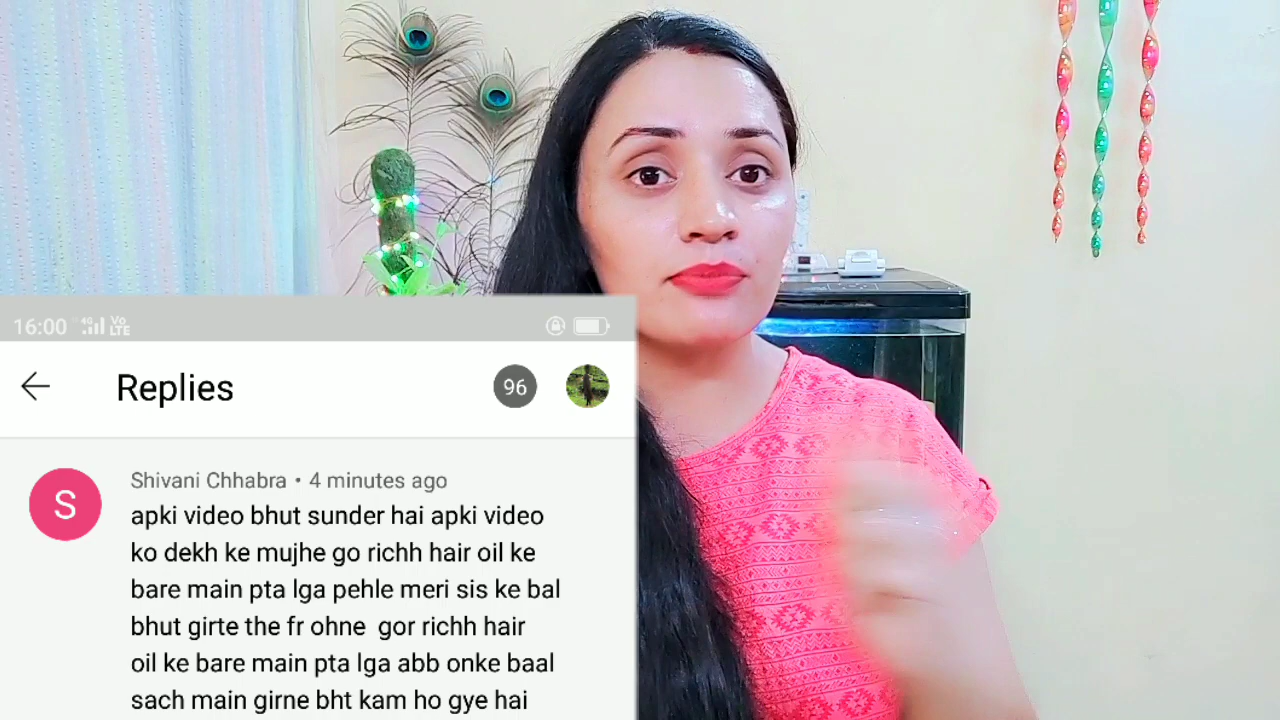 16:00 4G Vo LTE
Replies 96
S
Shivani Chhabra • 4 minutes ago
apki video bhut sunder hai apki video
ko dekh ke mujhe go richh hair oil ke
bare main pta lga pehle meri sis ke bal
bhut girte the fr ohne gor richh hair
oil ke bare main pta lga abb onke baal
sach main girne bht kam ho gye hai